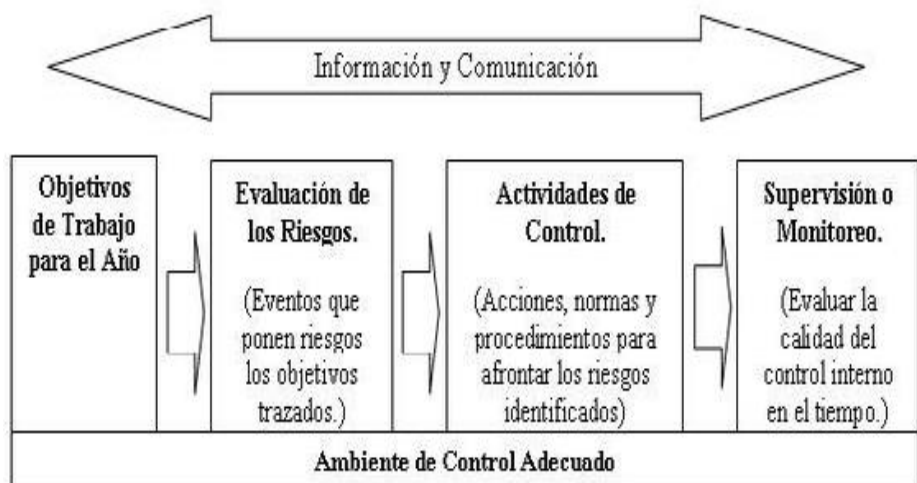 Información y Comunicación
Objetivos
de Trabajo
para el Año
Evaluación de
los Riesgos.
(Eventos que
ponen riesgos
los objetivos
trazados.)
Actividades de
Control.
(Acciones, normas y
procedimientos para
afrontar los riesgos
identificados)
Supervisión o
Monitoreo.
(Evaluar la
calidad del
control interno
en el tiempo.)
Ambiente de Control Adecuado